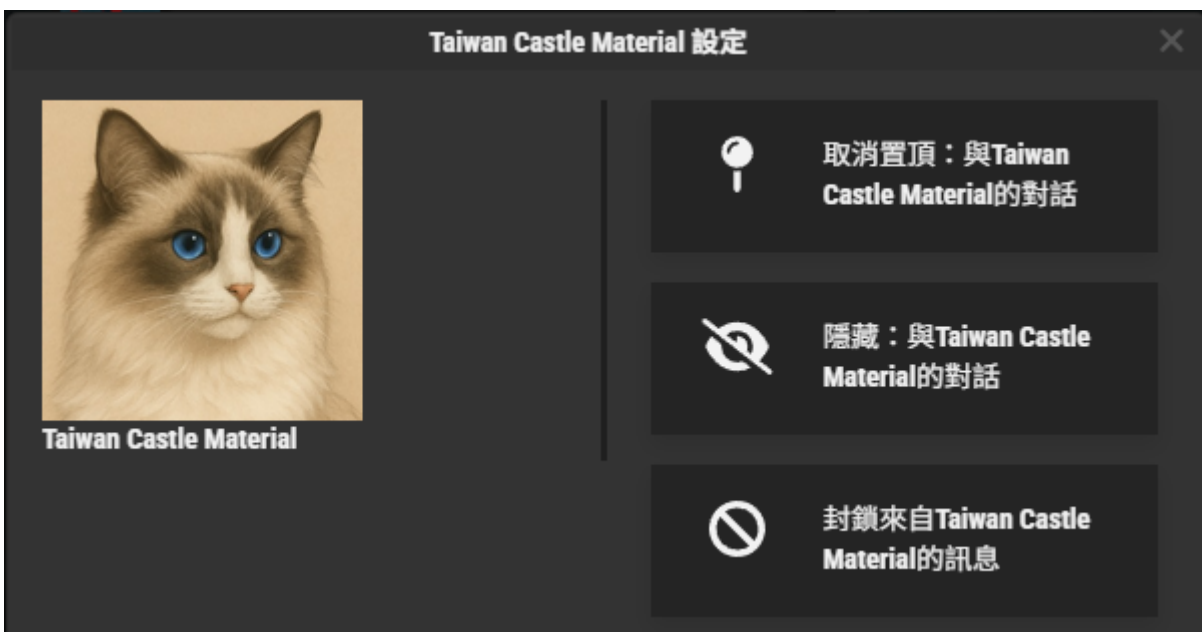 Taiwan Castle Material 設定
Taiwan Castle Material
取消置頂：與Taiwan
Castle Material的對話
隱藏：與Taiwan Castle
Material的對話
封鎖來自Taiwan Castle
Material的訊息